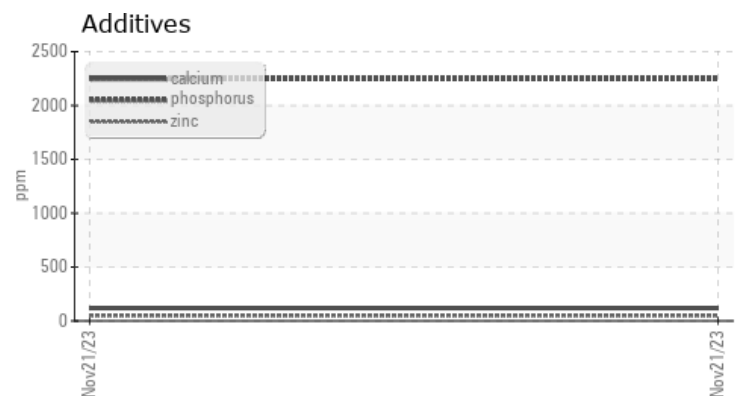 Additives
2500
2000
1500
1000
500
0
ppm
calcium
phosphorus
zinc
Nov21/23
Nov21/23